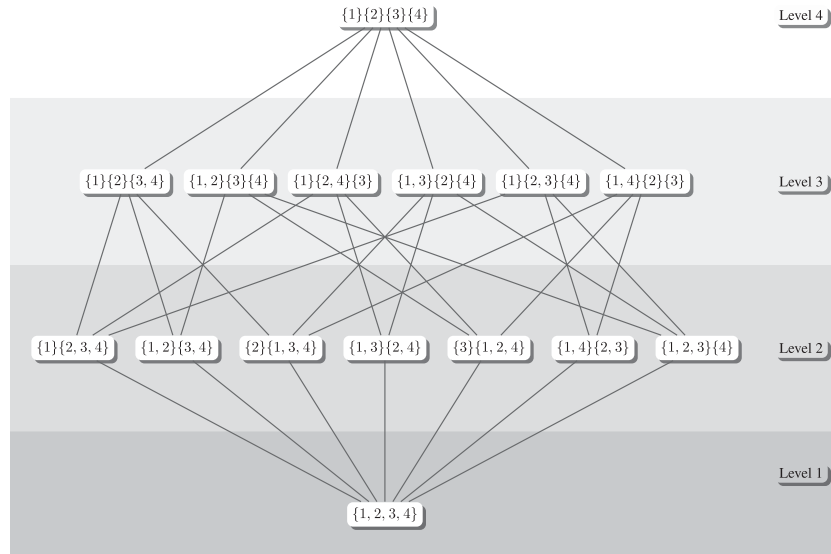 {1}{2}{3}{4} Level 4
{1}{2}{3, 4} {1, 2}{3}{4} {1}{2, 4}{3} {1, 3}{2}{4} {1}{2, 3}{4} {1, 4}{2}{3} Level 3
{1}{2, 3, 4} {1, 2}{3, 4} {2}{1, 3, 4} {1, 3}{2, 4} {3}{1, 2, 4} {1, 4}{2, 3} {1, 2, 3}{4} Level 2
Level 1
{1, 2, 3, 4}